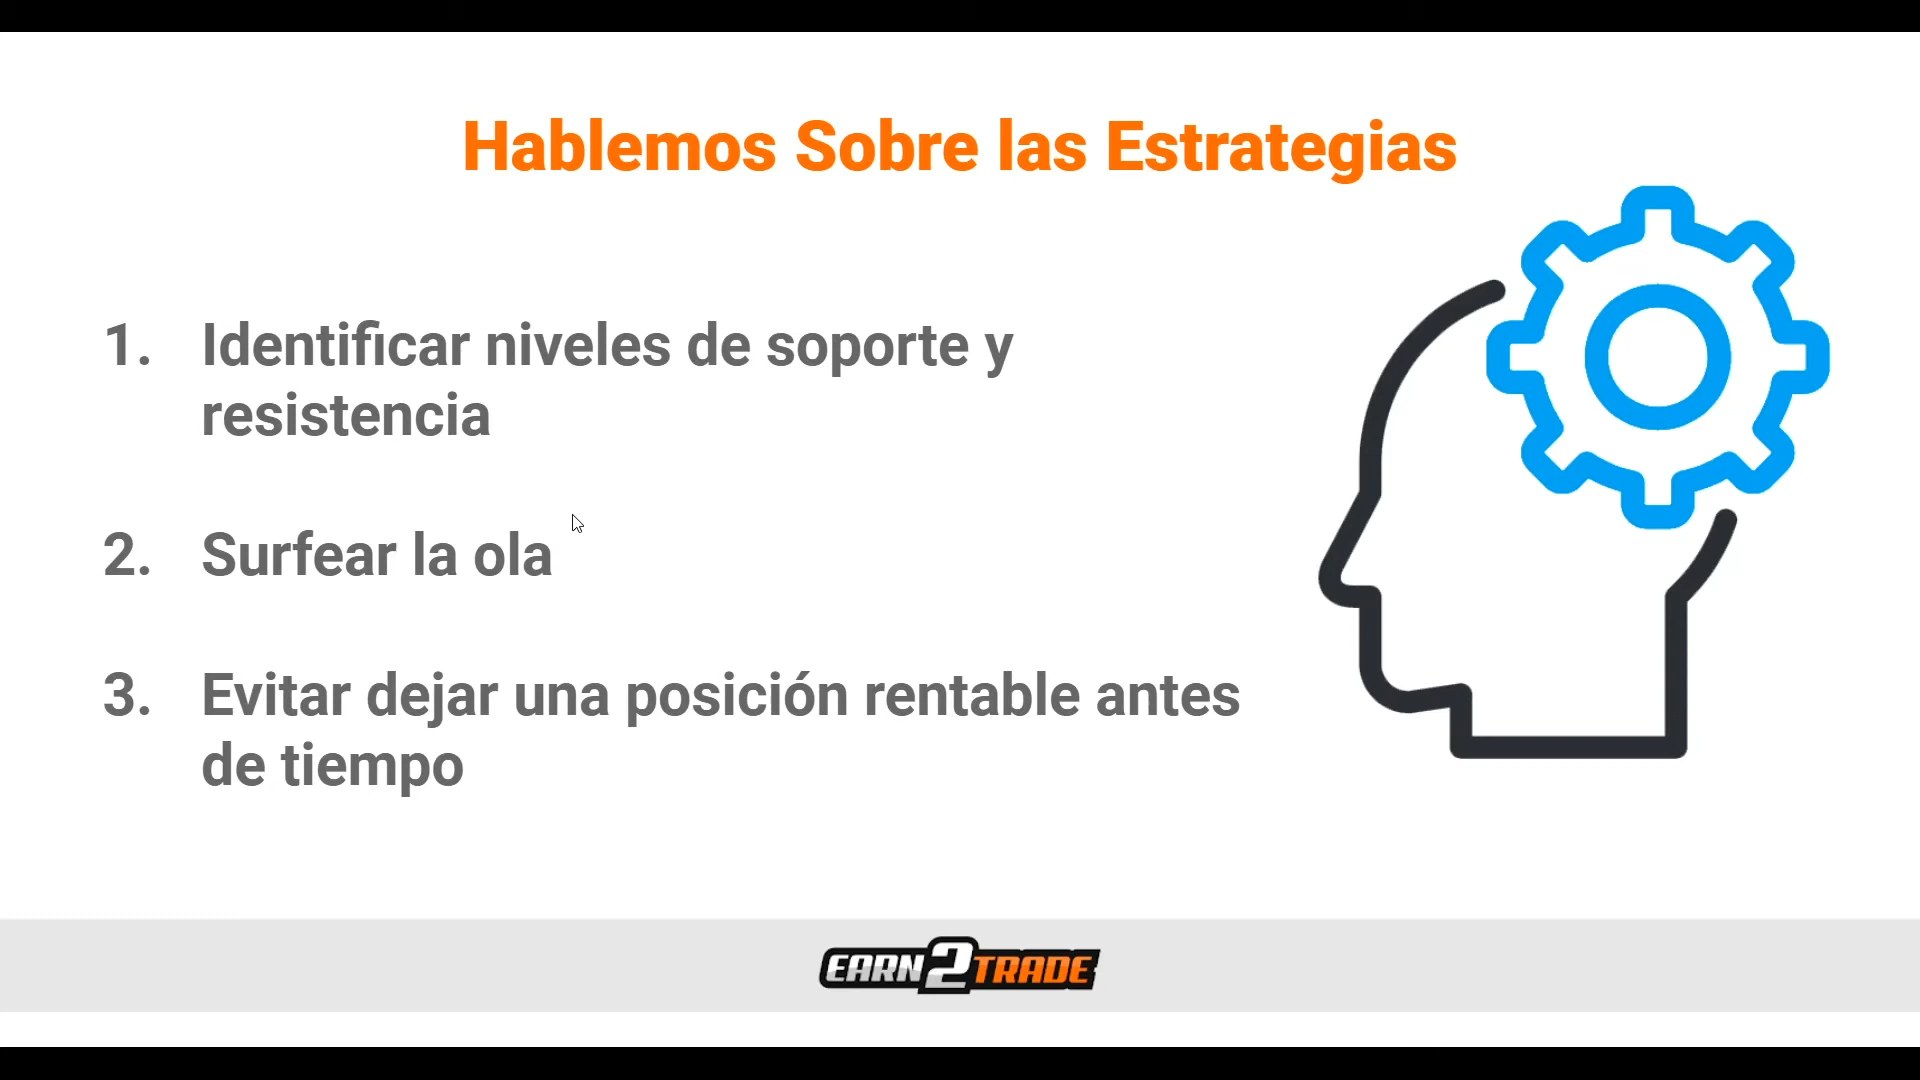 Hablemos Sobre las Estrategias
1. Identificar niveles de soporte y
resistencia
2. Surfear la ola
3. Evitar dejar una posición rentable antes
de tiempo
EARN2TRADE